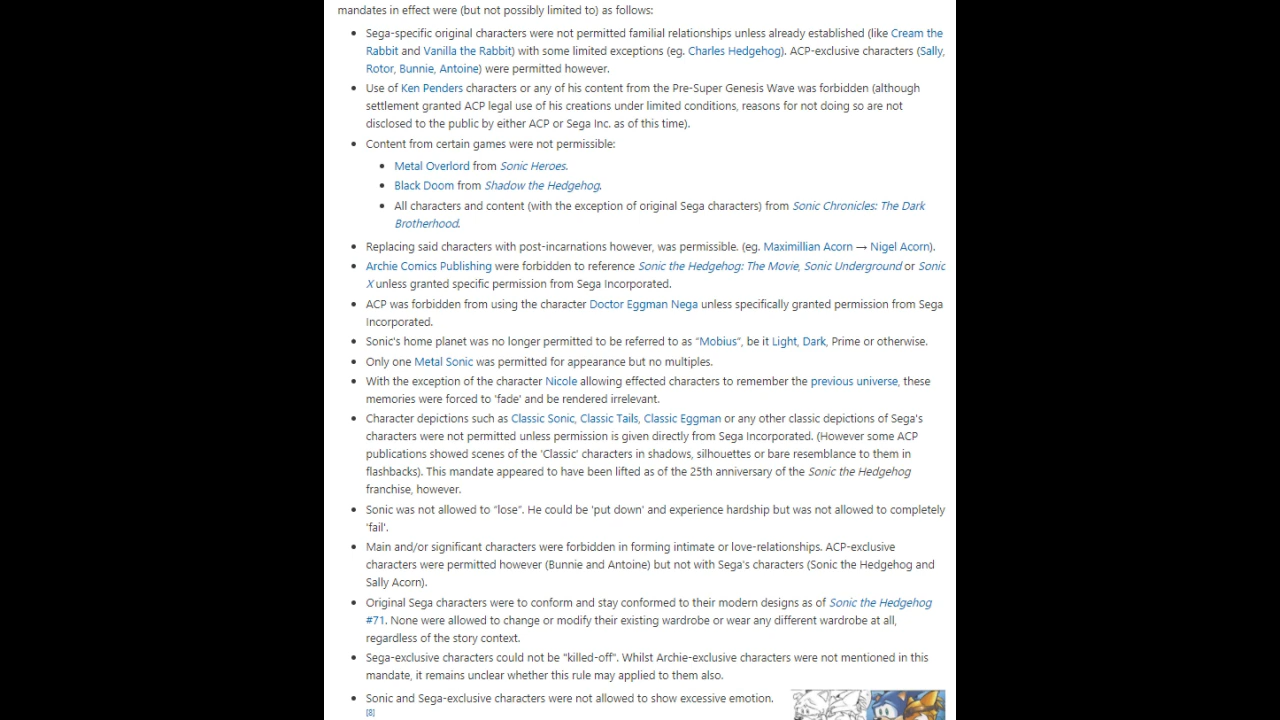 mandates in effect were (but not possibly limited to) as follows:
• Sega-specific original characters were not permitted familial relationships unless already established (like Cream the
Rabbit and Vanilla the Rabbit) with some limited exceptions (eg. Charles Hedgehog). ACP-exclusive characters (Sally,
Rotor, Bunnie, Antoine) were permitted however.
• Use of Ken Penders characters or any of his content from the Pre-Super Genesis Wave was forbidden (although
settlement granted ACP legal use of his creations under limited conditions, reasons for not doing so are not
disclosed to the public by either ACP or Sega Inc. as of this time).
• Content from certain games were not permissible:
• Metal Overlord from Sonic Heroes.
• Black Doom from Shadow the Hedgehog.
• All characters and content (with the exception of original Sega characters) from Sonic Chronicles: The Dark
Brotherhood.
• Replacing said characters with post-incarnations however, was permissible. (eg. Maximillian Acorn → Nigel Acorn).
• Archie Comics Publishing were forbidden to reference Sonic the Hedgehog: The Movie, Sonic Underground or Sonic
X unless granted specific permission from Sega Incorporated.
• ACP was forbidden from using the character Doctor Eggman Nega unless specifically granted permission from Sega
Incorporated.
• Sonic's home planet was no longer permitted to be referred to as "Mobius", be it Light, Dark, Prime or otherwise.
• Only one Metal Sonic was permitted for appearance but no multiples.
• With the exception of the character Nicole allowing effected characters to remember the previous universe, these
memories were forced to 'fade' and be rendered irrelevant.
• Character depictions such as Classic Sonic, Classic Tails, Classic Eggman or any other classic depictions of Sega's
characters were not permitted unless permission is given directly from Sega Incorporated. (However some ACP
publications showed scenes of the 'Classic' characters in shadows, silhouettes or bare resemblance to them in
flashbacks). This mandate appeared to have been lifted as of the 25th anniversary of the Sonic the Hedgehog
franchise, however.
• Sonic was not allowed to "lose". He could be 'put down' and experience hardship but was not allowed to completely
'fail'.
• Main and/or significant characters were forbidden in forming intimate or love-relationships. ACP-exclusive
characters were permitted however (Bunnie and Antoine) but not with Sega's characters (Sonic the Hedgehog and
Sally Acorn).
• Original Sega characters were to conform and stay conformed to their modern designs as of Sonic the Hedgehog
#71. None were allowed to change or modify their existing wardrobe or wear any different wardrobe at all,
regardless of the story context.
• Sega-exclusive characters could not be "killed-off". Whilst Archie-exclusive characters were not mentioned in this
mandate, it remains unclear whether this rule may applied to them also.
• Sonic and Sega-exclusive characters were not allowed to show excessive emotion.
[8]